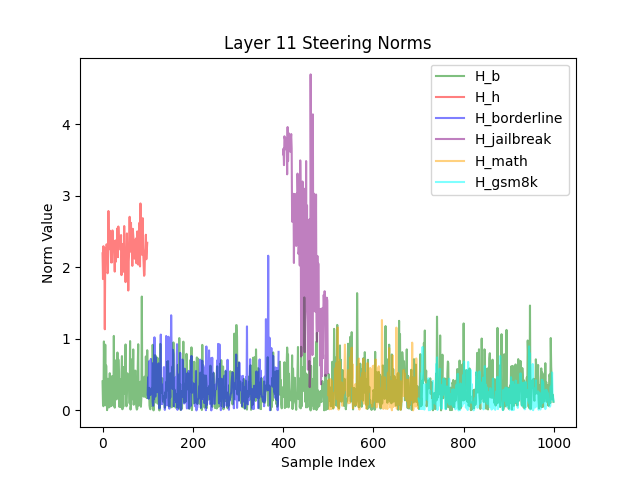 Layer 11 Steering Norms
H_b
H_h
H_borderline
H_jailbreak
H_math
H_gsm8k
Norm Value
4
3
2
1
0
0 200 400 600 800 1000
Sample Index